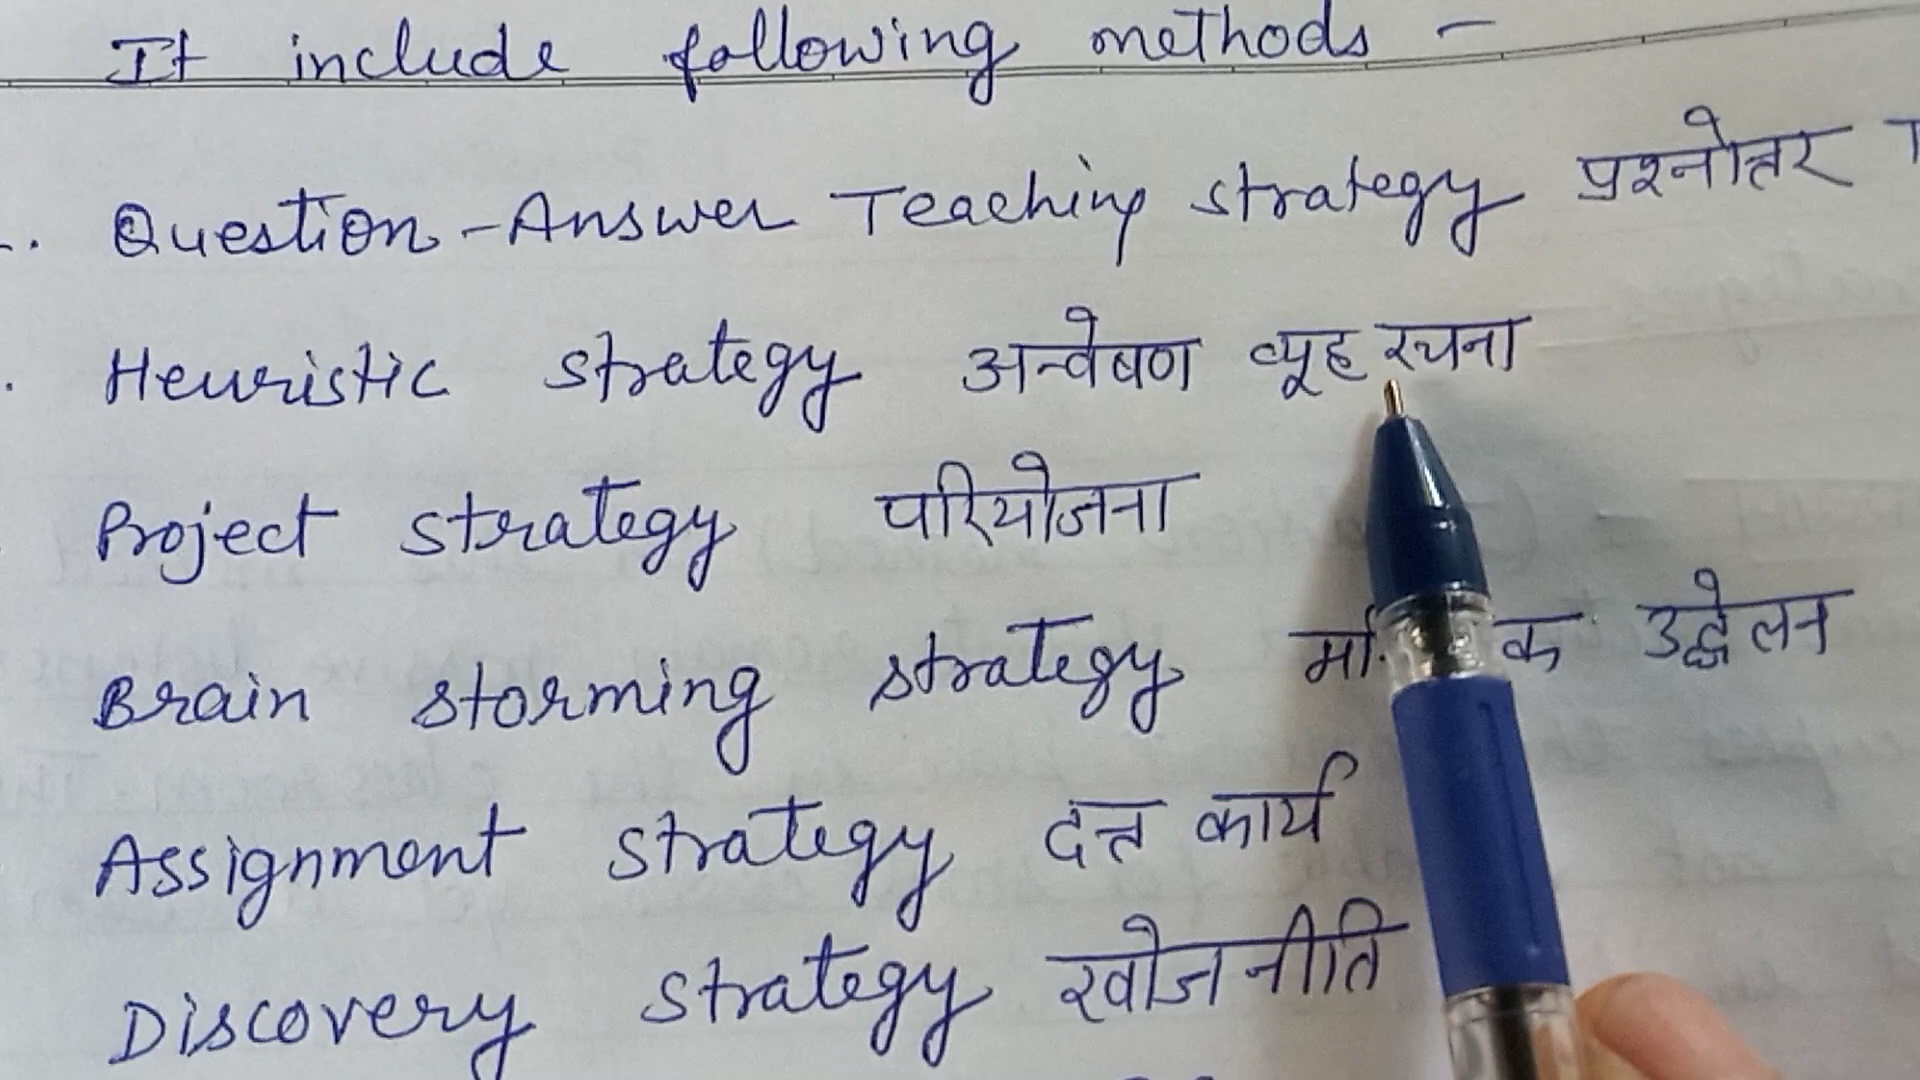 It include following methods -
Question-Answer Teaching strategy प्रश्नोत्तर
Heuristic strategy अन्वेषण व्यूह रचना
Project strategy परियोजना
Brain storming strategy उद्वेलन
Assignment strategy दत्त कार्य
Discovery strategy खोजनीति